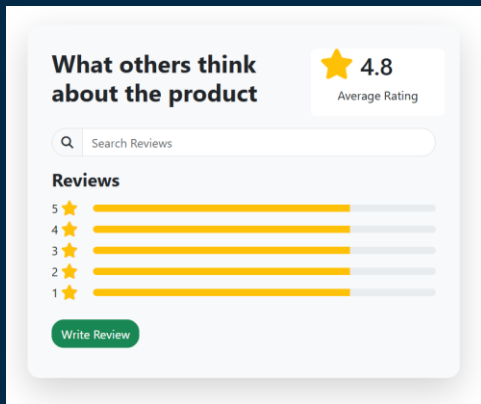 What others think
about the product
4.8
Average Rating
Search Reviews
Reviews
5
4
3
2
1
Write Review